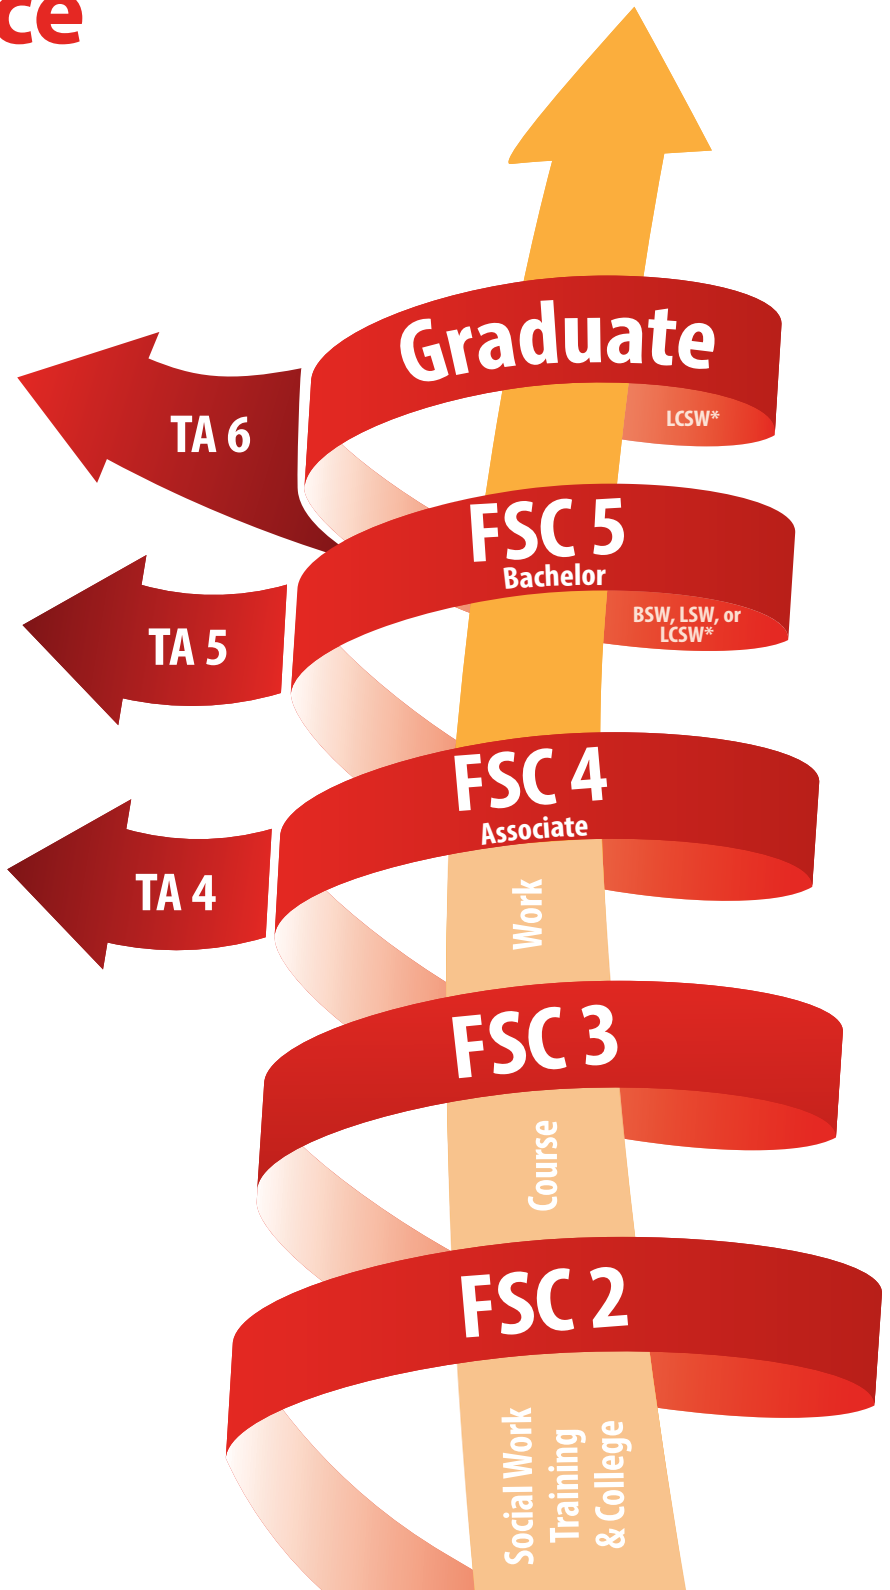 ce
Graduate
LCSW*
TA 6
FSC 5
Bachelor
BSW, LSW, or
LCSW*
TA 5
FSC 4
Associate
TA 4
Work
FSC 3
Course
FSC 2
Social Work
Training
& College